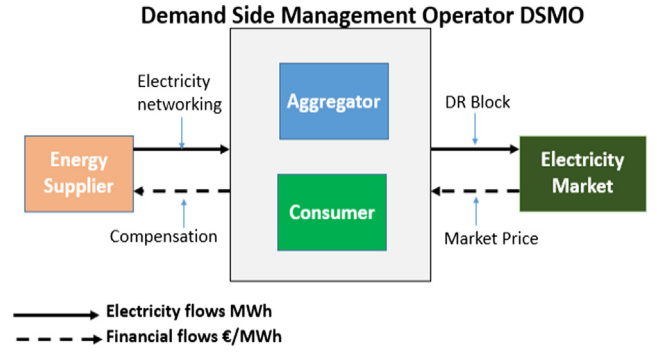 Demand Side Management Operator DSMO
Electricity
networking
Aggregator
DR Block
Energy
Supplier
Electricity
Market
Consumer
Compensation
Market Price
Electricity flows MWh
Financial flows €/MWh